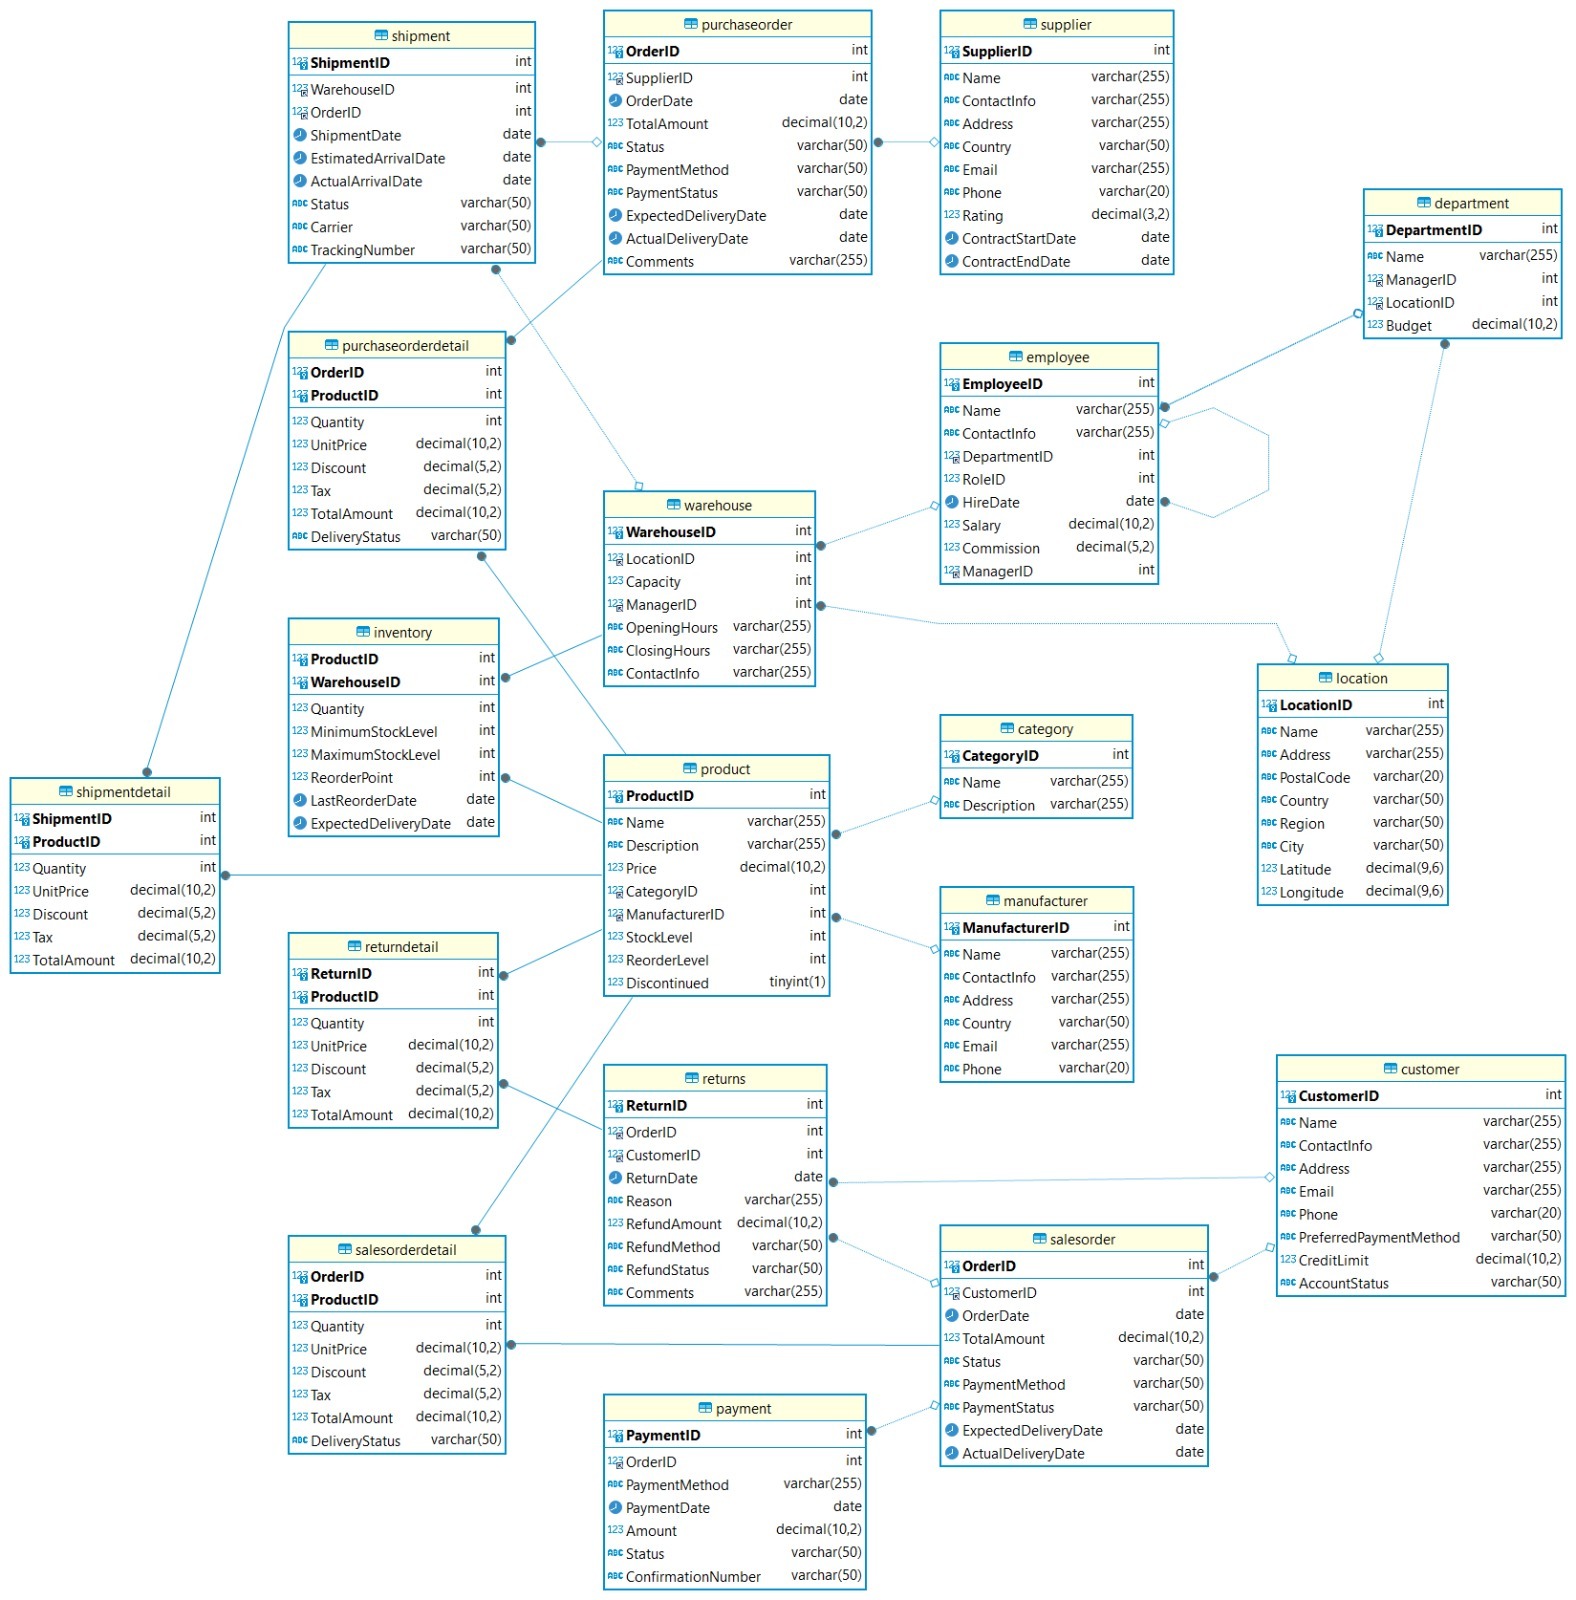 shipment
ShipmentID int
WarehouseID int
OrderID int
ShipmentDate date
EstimatedArrivalDate date
ActualArrivalDate date
Status varchar(50)
Carrier varchar(50)
TrackingNumber varchar(50)
purchaseorder
OrderID int
SupplierID int
OrderDate date
TotalAmount decimal(10,2)
Status varchar(50)
PaymentMethod varchar(50)
PaymentStatus varchar(50)
ExpectedDeliveryDate date
ActualDeliveryDate date
Comments varchar(255)
supplier
SupplierID int
Name varchar(255)
ContactInfo varchar(255)
Address varchar(255)
Country varchar(50)
Email varchar(255)
Phone varchar(20)
Rating decimal(3,2)
ContractStartDate date
ContractEndDate date
department
DepartmentID int
Name varchar(255)
ManagerID int
LocationID int
Budget decimal(10,2)
purchaseorderdetail
OrderID int
ProductID int
Quantity int
UnitPrice decimal(10,2)
Discount decimal(5,2)
Tax decimal(5,2)
TotalAmount decimal(10,2)
DeliveryStatus varchar(50)
employee
EmployeeID int
Name varchar(255)
ContactInfo varchar(255)
DepartmentID int
RoleID int
HireDate date
Salary decimal(10,2)
Commission decimal(5,2)
ManagerID int
warehouse
WarehouseID int
LocationID int
Capacity int
ManagerID int
OpeningHours varchar(255)
ClosingHours varchar(255)
ContactInfo varchar(255)
inventory
ProductID int
WarehouseID int
Quantity int
MinimumStockLevel int
MaximumStockLevel int
ReorderPoint int
LastReorderDate date
ExpectedDeliveryDate date
location
LocationID int
Name varchar(255)
Address varchar(255)
PostalCode varchar(20)
Country varchar(50)
Region varchar(50)
City varchar(50)
Latitude decimal(9,6)
Longitude decimal(9,6)
category
CategoryID int
Name varchar(255)
Description varchar(255)
product
ProductID int
Name varchar(255)
Description varchar(255)
Price decimal(10,2)
CategoryID int
ManufacturerID int
StockLevel int
ReorderLevel int
Discontinued tinyint(1)
shipmentdetail
ShipmentID int
ProductID int
Quantity int
UnitPrice decimal(10,2)
Discount decimal(5,2)
Tax decimal(5,2)
TotalAmount decimal(10,2)
manufacturer
ManufacturerID int
Name varchar(255)
ContactInfo varchar(255)
Address varchar(255)
Country varchar(50)
Email varchar(255)
Phone varchar(20)
returndetail
ReturnID int
ProductID int
Quantity int
UnitPrice decimal(10,2)
Discount decimal(5,2)
Tax decimal(5,2)
TotalAmount decimal(10,2)
returns
ReturnID int
OrderID int
CustomerID int
ReturnDate date
Reason varchar(255)
RefundAmount decimal(10,2)
RefundMethod varchar(50)
RefundStatus varchar(50)
Comments varchar(255)
customer
CustomerID int
Name varchar(255)
ContactInfo varchar(255)
Address varchar(255)
Email varchar(255)
Phone varchar(20)
PreferredPaymentMethod varchar(50)
CreditLimit decimal(10,2)
AccountStatus varchar(50)
salesorderdetail
OrderID int
ProductID int
Quantity int
UnitPrice decimal(10,2)
Discount decimal(5,2)
Tax decimal(5,2)
TotalAmount decimal(10,2)
DeliveryStatus varchar(50)
salesorder
OrderID int
CustomerID int
OrderDate date
TotalAmount decimal(10,2)
Status varchar(50)
PaymentMethod varchar(50)
PaymentStatus varchar(50)
ExpectedDeliveryDate date
ActualDeliveryDate date
payment
PaymentID int
OrderID int
PaymentMethod varchar(255)
PaymentDate date
Amount decimal(10,2)
Status varchar(50)
ConfirmationNumber varchar(50)